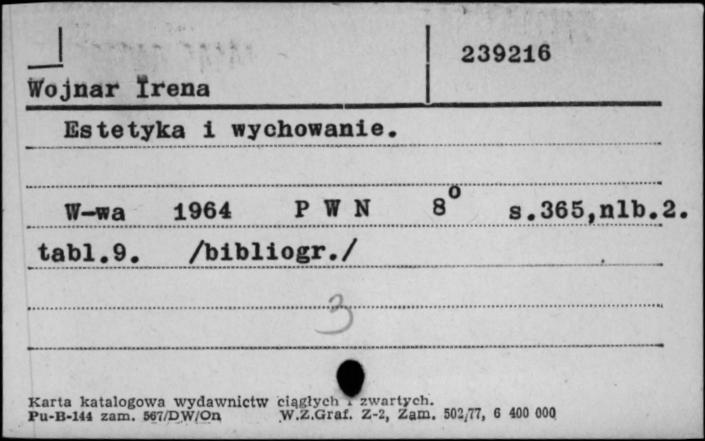 239216
Wojnar Irena
Estetyka i wychowanie.
W-wa 1964 P W N 8° s.365,nlb.2.
tabl.9. /bibliogr./
3
Karta katalogowa wydawnictw ciągłych i zwartych.
Pu-B-144 zam. 567/DW/On W.Z.Graf. Z-2, Zam. 502/77, 6 400 000